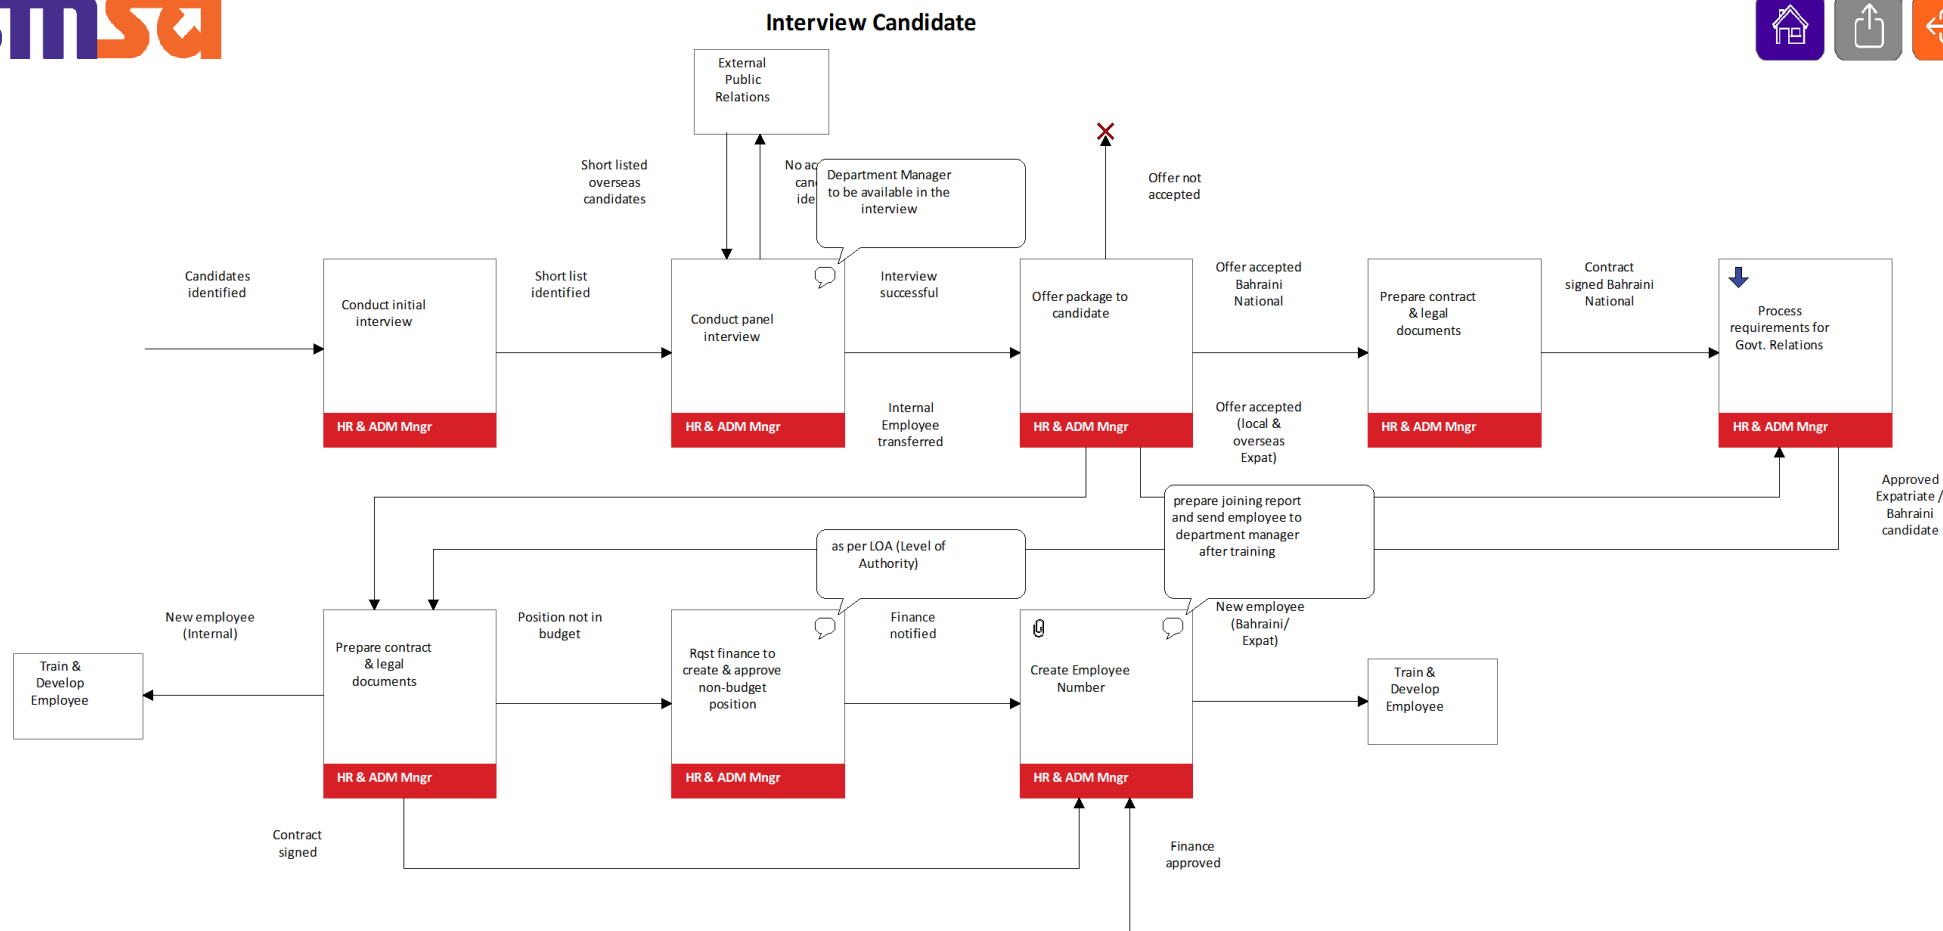 smsa
Interview Candidate
External
Public
Relations
Short listed
overseas
candidates
No
Department Manager
to be available in the
interview
Offer not
accepted
Candidates
identified
Conduct initial
interview
HR & ADM Mngr
Short list
identified
Conduct panel
interview
HR & ADM Mngr
Interview
successful
Internal
Employee
transferred
Offer package to
candidate
HR & ADM Mngr
Offer accepted
Bahraini
National
Offer accepted
(local &
overseas
Expat)
Prepare contract
& legal
documents
HR & ADM Mngr
Contract
signed Bahraini
National
Process
requirements for
Govt. Relations
HR & ADM Mngr
Approved
Expatriate /
Bahraini
candidate
as per LOA (Level of
Authority)
prepare joining report
and send employee to
department manager
after training
New employee
(Internal)
Train &
Develop
Employee
Prepare contract
& legal
documents
HR & ADM Mngr
Position not in
budget
Rqst finance to
create & approve
non-budget
position
HR & ADM Mngr
Finance
notified
Create Employee
Number
HR & ADM Mngr
New employee
(Bahraini/
Expat)
Train &
Develop
Employee
Contract
signed
Finance
approved